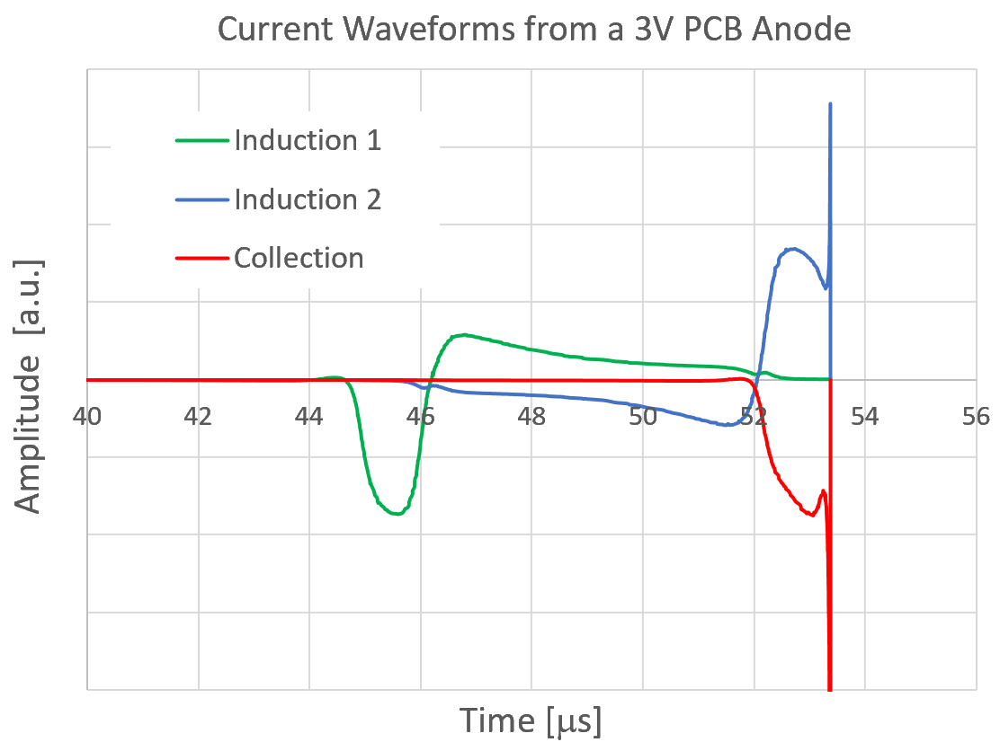 Current Waveforms from a 3V PCB Anode
Induction 1
Induction 2
Collection
Amplitude [a.u.]
40 42 44 46 48 50 52 54 56
Time [μs]